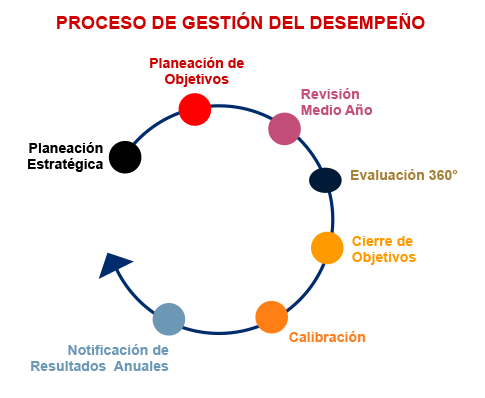 PROCESO DE GESTIÓN DEL DESEMPEÑO
Planeación de
Objetivos
Revisión
Medio Año
Planeación
Estratégica
Evaluación 360°
Cierre de
Objetivos
Calibración
Notificación de
Resultados Anuales